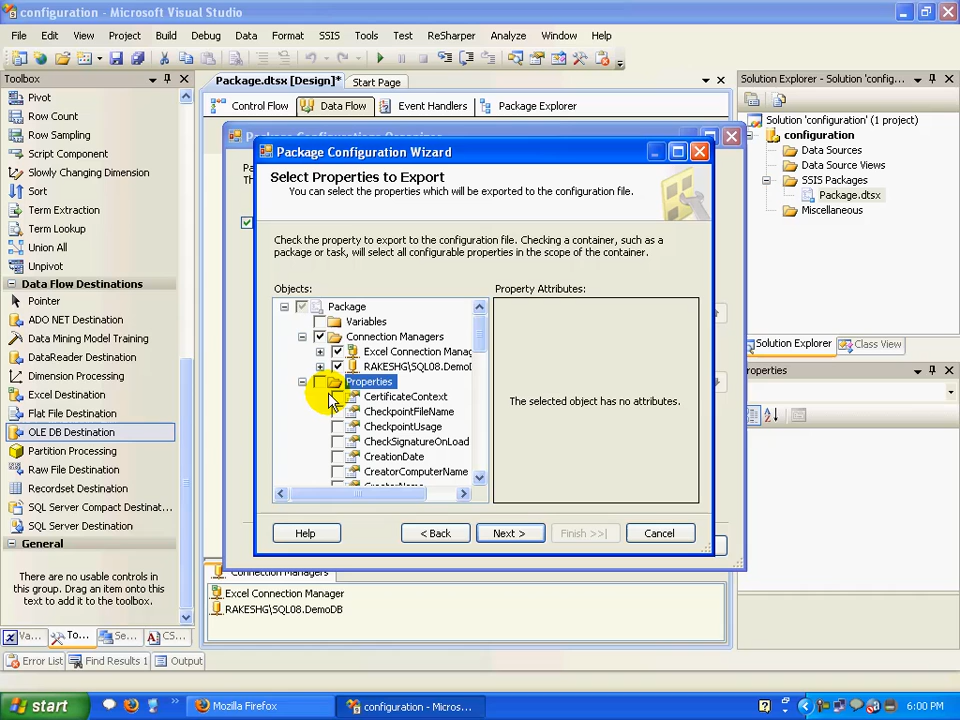 configuration - Microsoft Visual Studio
File Edit View Project Build Debug Data Format SSIS Tools Test ReSharper Analyze Window Help
Toolbox
Pivot
Row Count
Row Sampling
Script Component
Slowly Changing Dimension
Sort
Term Extraction
Term Lookup
Union All
Unpivot
Data Flow Destinations
Pointer
ADO NET Destination
Data Mining Model Training
DataReader Destination
Dimension Processing
Excel Destination
Flat File Destination
OLE DB Destination
Partition Processing
Raw File Destination
Recordset Destination
SQL Server Compact Destinat...
SQL Server Destination
General
There are no usable controls in
this group. Drag an item onto this
text to add it to the toolbox.
Va... To... Se... CS...
Error List Find Results 1 Output
Package.dtsx [Design]* Start Page
Control Flow Data Flow Event Handlers Package Explorer
Package Configuration Wizard
Select Properties to Export
You can select the properties which will be exported to the configuration file.
Check the property to export to the configuration file. Checking a container, such as a
package or task, will select all configurable properties in the scope of the container.
Objects:
Package
Variables
Connection Managers
Excel Connection Manag
RAKESHG\SQL08.DemoD
Properties
CertificateContext
CheckpointFileName
CheckpointUsage
CheckSignatureOnLoad
CreationDate
CreatorComputerName
Property Attributes:
The selected object has no attributes.
Help < Back Next > Finish >>| Cancel
Connection Managers
Excel Connection Manager
RAKESHG\SQL08.DemoDB
Solution Explorer - Solution 'config...
Solution 'configuration' (1 project)
configuration
Data Sources
Data Source Views
SSIS Packages
Package.dtsx
Miscellaneous
Solution Explorer Class View
roperties
start Mozilla Firefox configuration - Micros... 6:00 PM